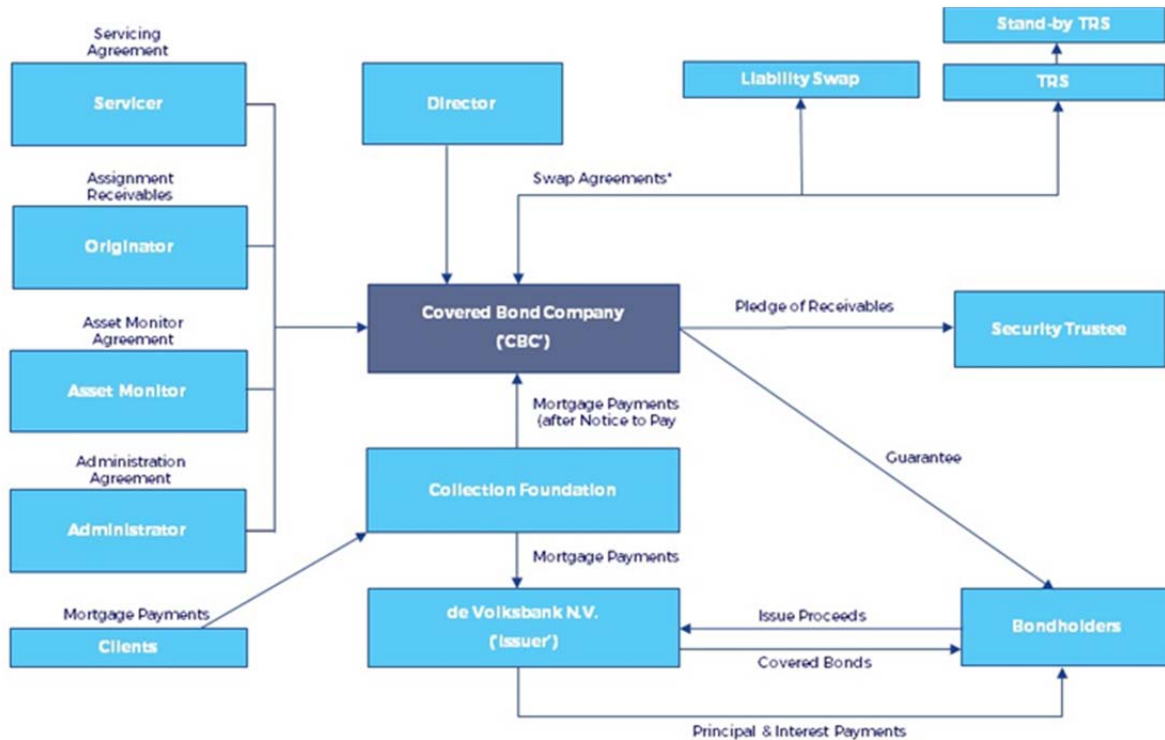 Servicing
Agreement
Servicer
Director
Liability Swap
Stand-by TRS
TRS
Swap Agreements*
Assignment
Receivables
Originator
Asset Monitor
Agreement
Asset Monitor
Covered Bond Company
('CBC')
Pledge of Receivables
Security Trustee
Mortgage Payments
(after Notice to Pay
Guarantee
Administration
Agreement
Administrator
Collection Foundation
Mortgage Payments
Mortgage Payments
Clients
de Volksbank N.V.
('Issuer')
Issue Proceeds
Covered Bonds
Bondholders
Principal & Interest Payments